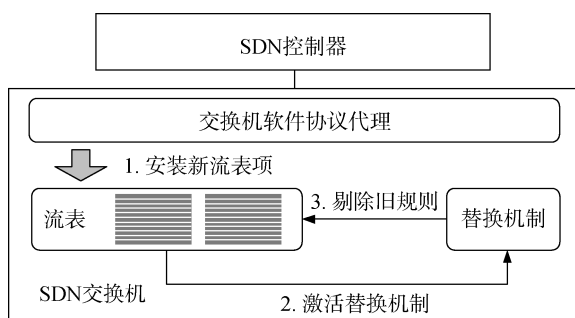 SDN控制器
交换机软件协议代理
1. 安装新流表项
流表
3. 剔除旧规则
替换机制
SDN交换机
2. 激活替换机制